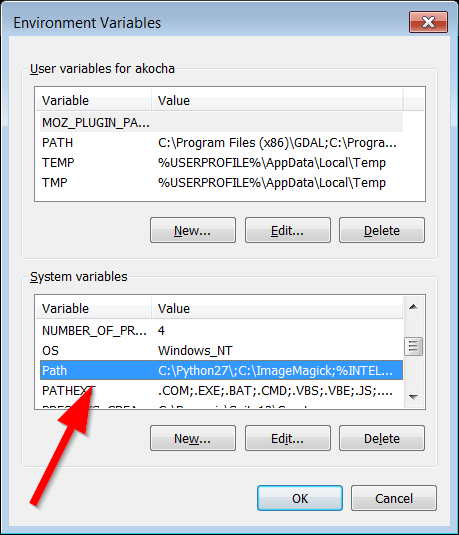 Environment Variables
User variables for akocha
Variable Value
MOZ_PLUGIN_PA...
PATH C:\Program Files (x86)\GDAL;C:\Progra...
TEMP %USERPROFILE%\AppData\Local\Temp
TMP %USERPROFILE%\AppData\Local\Temp
New... Edit... Delete
System variables
Variable Value
NUMBER_OF_PR... 4
OS Windows_NT
Path C:\Python27\;C:\ImageMagick;%INTEL...
PATHEXT .COM;.EXE;.BAT;.CMD;.VBS;.VBE;.JS;....
New... Edit... Delete
OK Cancel